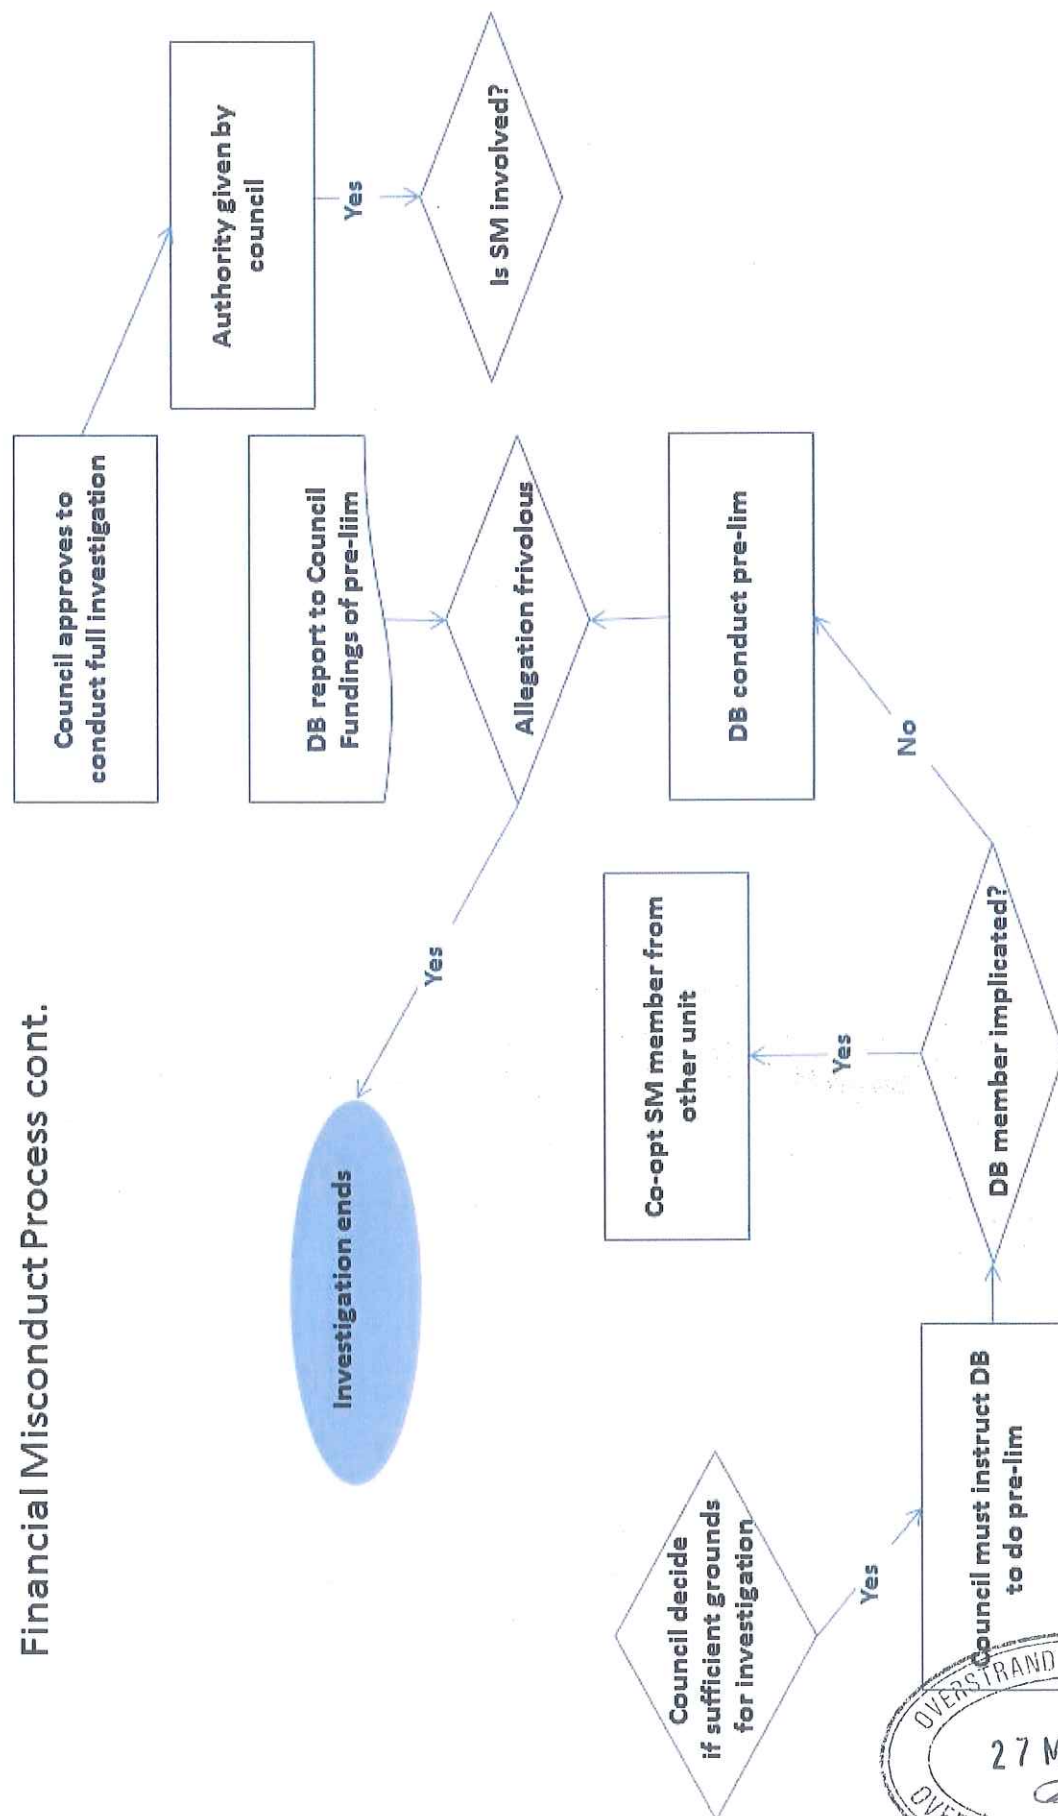 Financial Misconduct Process cont.
Council approves to
conduct full investigation
Authority given by
council
Yes
Is SM involved?
DB report to Council
Fundings of pre-liim
Allegation frivolous
Yes
Investigation ends
DB conduct pre-lim
No
Co-opt SM member from
other unit
Yes
DB member implicated?
Council decide
if sufficient grounds
for investigation
Yes
Council must instruct DB
to do pre-lim
OVERSTRAND
27 M